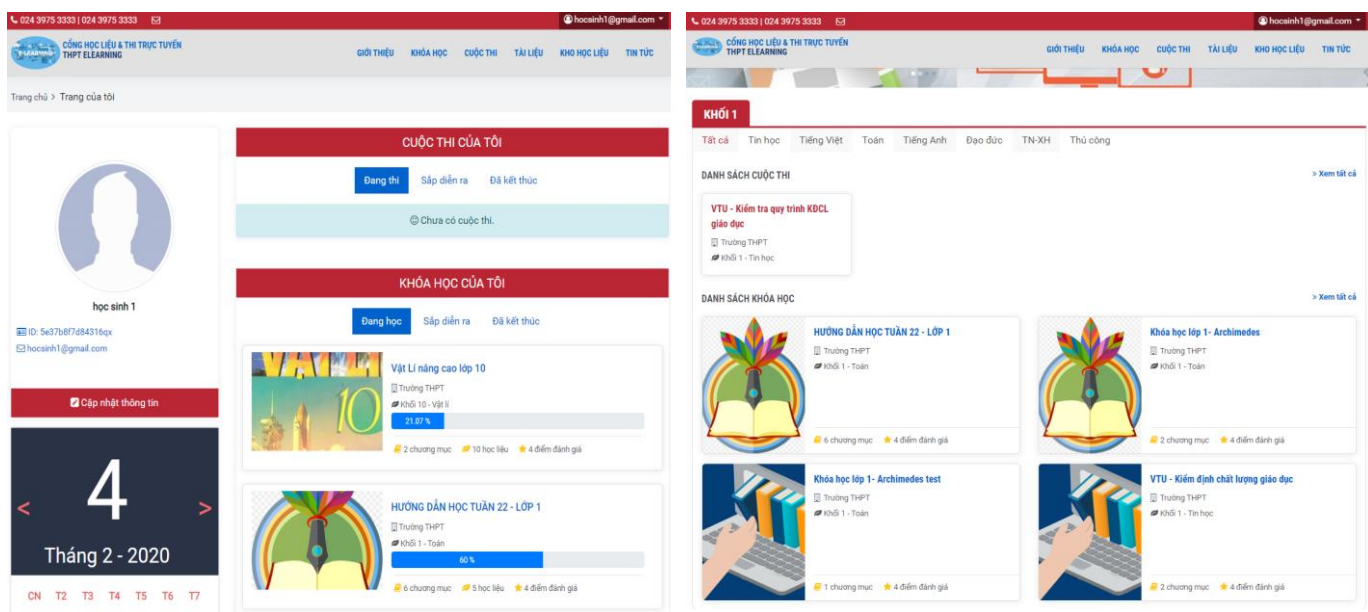 024 3975 3333 | 024 3975 3333
hocsinh1@gmail.com
E-LEARNING
CỔNG HỌC LIỆU & THI TRỰC TUYẾN
THPT ELEARNING
GIỚI THIỆU KHÓA HỌC CUỘC THI TÀI LIỆU KHO HỌC LIỆU TIN TỨC
Trang chủ > Trang của tôi
học sinh 1
ID: 5e37b8f7d84316qx
hocsinh1@gmail.com
Cập nhật thông tin
< 4 >
Tháng 2 - 2020
CN T2 T3 T4 T5 T6 T7
CUỘC THI CỦA TÔI
Đang thi Sắp diễn ra Đã kết thúc
Chưa có cuộc thi.
KHÓA HỌC CỦA TÔI
Đang học Sắp diễn ra Đã kết thúc
VẬT LÍ
10
Vật Lí nâng cao lớp 10
Trường THPT
Khối 10 - Vật lí
21.07 %
2 chương mục 10 học liệu 4 điểm đánh giá
HƯỚNG DẪN HỌC TUẦN 22 - LỚP 1
Trường THPT
Khối 1 - Toán
60 %
6 chương mục 5 học liệu 4 điểm đánh giá
024 3975 3333 | 024 3975 3333
hocsinh1@gmail.com
CỔNG HỌC LIỆU & THI TRỰC TUYẾN
THPT ELEARNING
GIỚI THIỆU KHÓA HỌC CUỘC THI TÀI LIỆU KHO HỌC LIỆU TIN TỨC
KHỐI 1
Tất cả Tin học Tiếng Việt Toán Tiếng Anh Đạo đức TN-XH Thủ công
DANH SÁCH CUỘC THI
» Xem tất cả
VTU - Kiểm tra quy trình KĐCL
giáo dục
Trường THPT
Khối 1 - Tin học
DANH SÁCH KHÓA HỌC
» Xem tất cả
HƯỚNG DẪN HỌC TUẦN 22 - LỚP 1
Trường THPT
Khối 1 - Toán
6 chương mục 4 điểm đánh giá
Khóa học lớp 1- Archimedes
Trường THPT
Khối 1 - Toán
2 chương mục 4 điểm đánh giá
Khóa học lớp 1- Archimedes test
Trường THPT
Khối 1 - Toán
1 chương mục 4 điểm đánh giá
VTU - Kiểm định chất lượng giáo dục
Trường THPT
Khối 1 - Tin học
2 chương mục 4 điểm đánh giá